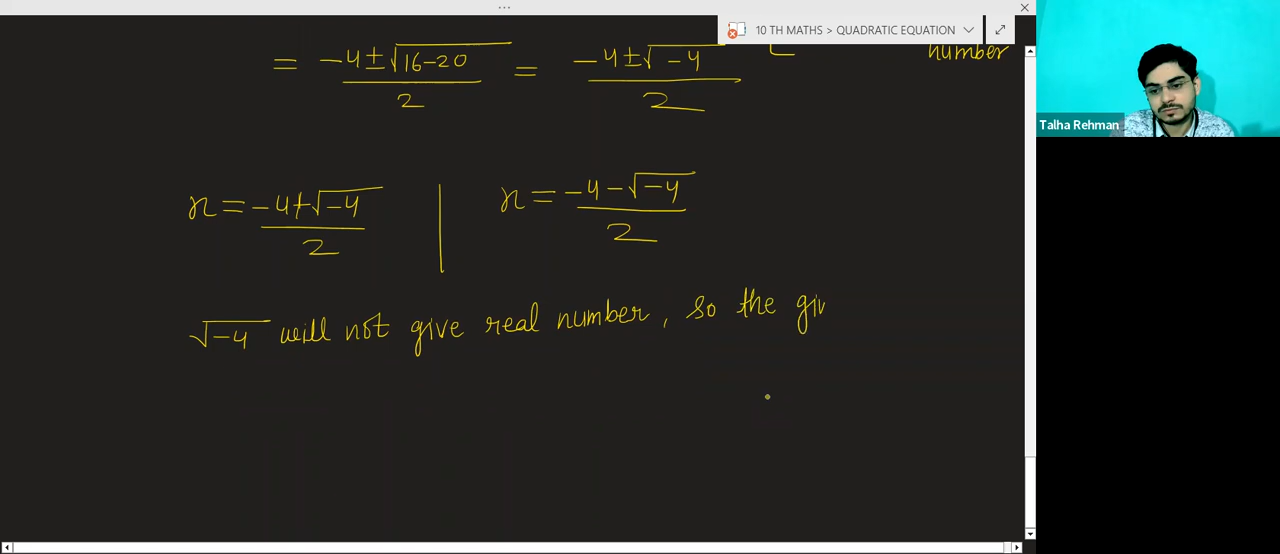 10 TH MATHS > QUADRATIC EQUATION
number
= -4±√16-20 / 2 = -4±√-4 / 2
Talha Rehman
x = -4+√-4 / 2 | x = -4-√-4 / 2
√-4 will not give real number, so the giv